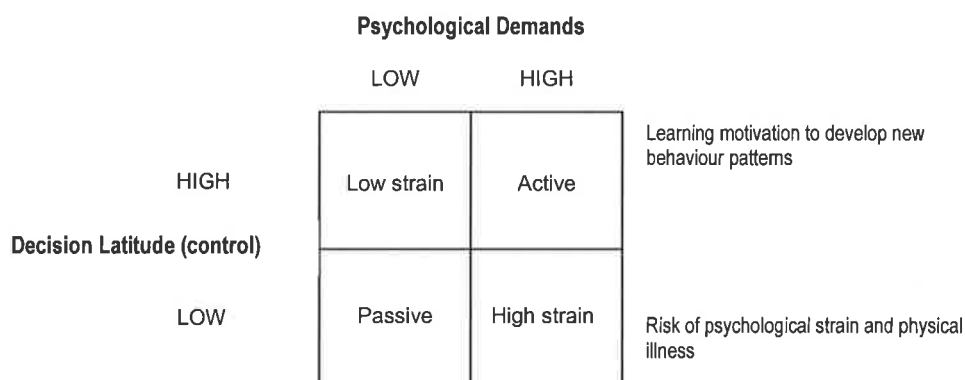 Psychological Demands
LOW HIGH
Learning motivation to develop new
behaviour patterns
HIGH Low strain Active
Decision Latitude (control)
LOW Passive High strain
Risk of psychological strain and physical
illness